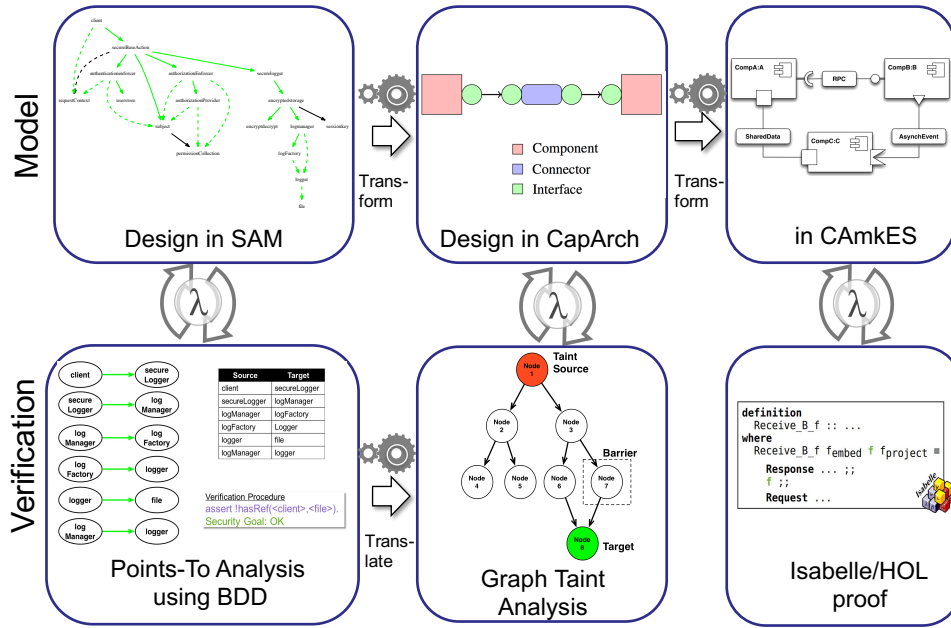 Model
client
secureBaseAction
authenticationenforcer
authorizationEnforcer
securelogger
requestContext
userstore
authorizationProvider
encryptedstorage
encryptdecrypt
logmanager
sessionkey
subject
permissionCollection
logFactory
logger
file
Design in SAM
Trans-
form
Component
Connector
Interface
Design in CapArch
Trans-
form
CompA:A
RPC
CompB:B
SharedData
CompC:C
AsynchEvent
in CAmkES
λ
λ
λ
Verification
client
secure
Logger
secure
Logger
log
Manager
log
Manager
log
Factory
log
Factory
logger
logger
file
log
Manager
logger
Source Target
client secureLogger
secureLogger logManager
logManager logFactory
logFactory Logger
logger file
logManager logger
Verification Procedure
assert !hasRef(<client>,<file>).
Security Goal: OK
Points-To Analysis
using BDD
Trans-
late
Taint
Source
Node
1
Node
2
Node
3
Barrier
Node
4
Node
5
Node
6
Node
7
Node
8
Target
Graph Taint
Analysis
definition
Receive_B_f :: ...
where
Receive_B_f fembed f fproject ≡
Response ... ;;
f ;;
Request ...
Isabelle
Isabelle/HOL
proof